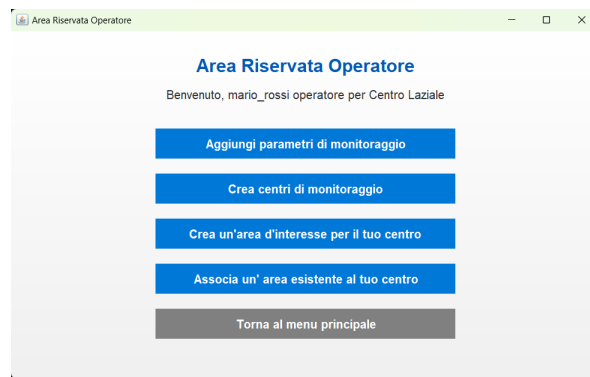 Area Riservata Operatore
Area Riservata Operatore
Benvenuto, mario_rossi operatore per Centro Laziale
Aggiungi parametri di monitoraggio
Crea centri di monitoraggio
Crea un'area d'interesse per il tuo centro
Associa un' area esistente al tuo centro
Torna al menu principale